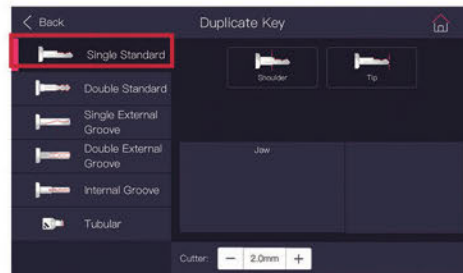 Back
Duplicate Key
Single Standard
Double Standard
Single External
Groove
Double External
Groove
Internal Groove
Tubular
Shoulder
Tip
Jaw
Cutter:
−
2.0mm
+